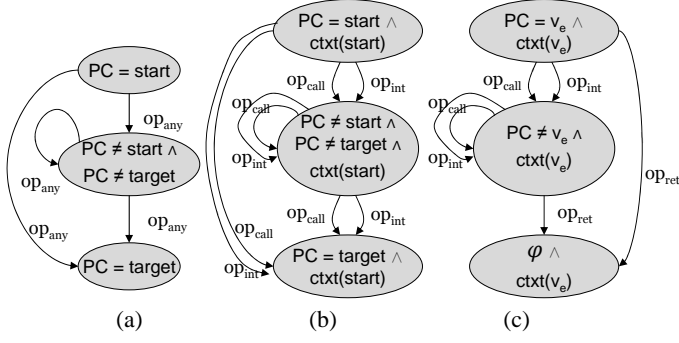 PC = start
op_any
PC ≠ start ∧
PC ≠ target
op_any
op_any
op_any
PC = target
(a)
PC = start ∧
ctxt(start)
op_call
op_int
op_call
PC ≠ start ∧
PC ≠ target ∧
ctxt(start)
op_int
op_call
op_int
op_call
PC = target ∧
ctxt(start)
op_int
(b)
PC = v_e ∧
ctxt(v_e)
op_call
op_int
op_call
PC ≠ v_e ∧
ctxt(v_e)
op_int
op_ret
op_ret
φ ∧
ctxt(v_e)
(c)